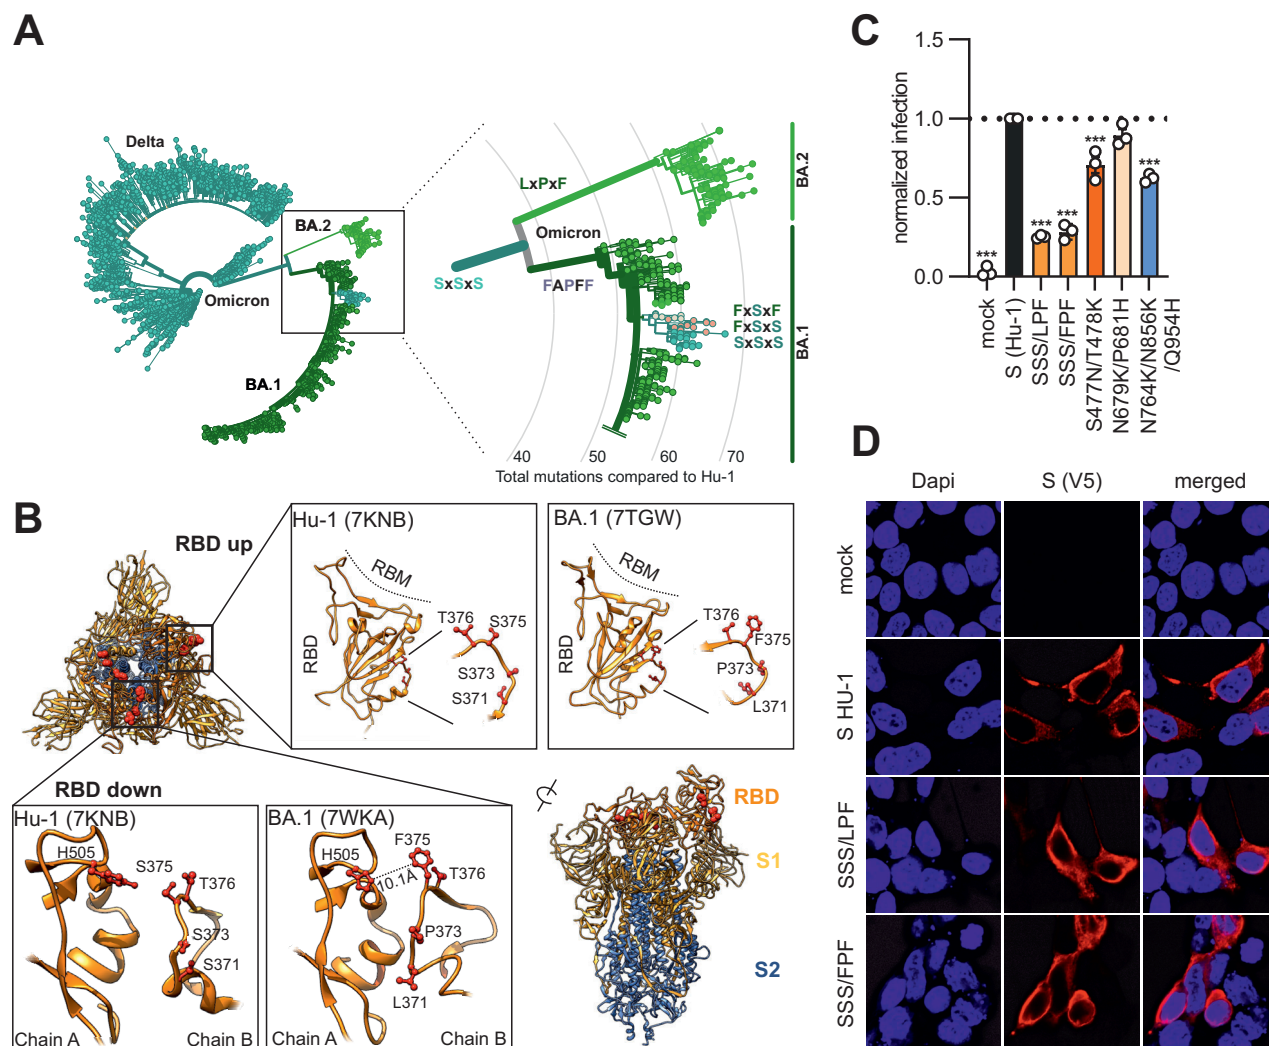 A
Delta
Omicron
BA.2
BA.1
LxPxF
Omicron
SxSxS
FAPFF
FxSxF
FxSxS
SxSxS
BA.2
BA.1
40 50 60 70
Total mutations compared to Hu-1
B
RBD up
Hu-1 (7KNB)
RBM
RBD
T376
S375
S373
S371
BA.1 (7TGW)
RBM
RBD
T376
F375
P373
L371
RBD down
Hu-1 (7KNB)
H505
S375
T376
S373
S371
Chain A
Chain B
BA.1 (7WKA)
H505
F375
10.1Å
T376
P373
L371
Chain A
Chain B
RBD
S1
S2
C
normalized infection
1.5
1.0
0.5
0.0
***
***
***
***
***
mock
S (Hu-1)
SSS/LPF
SSS/FPF
S477N/T478K
N679K/P681H
N764K/N856K
/Q954H
D
Dapi
S (V5)
merged
mock
S HU-1
SSS/LPF
SSS/FPF